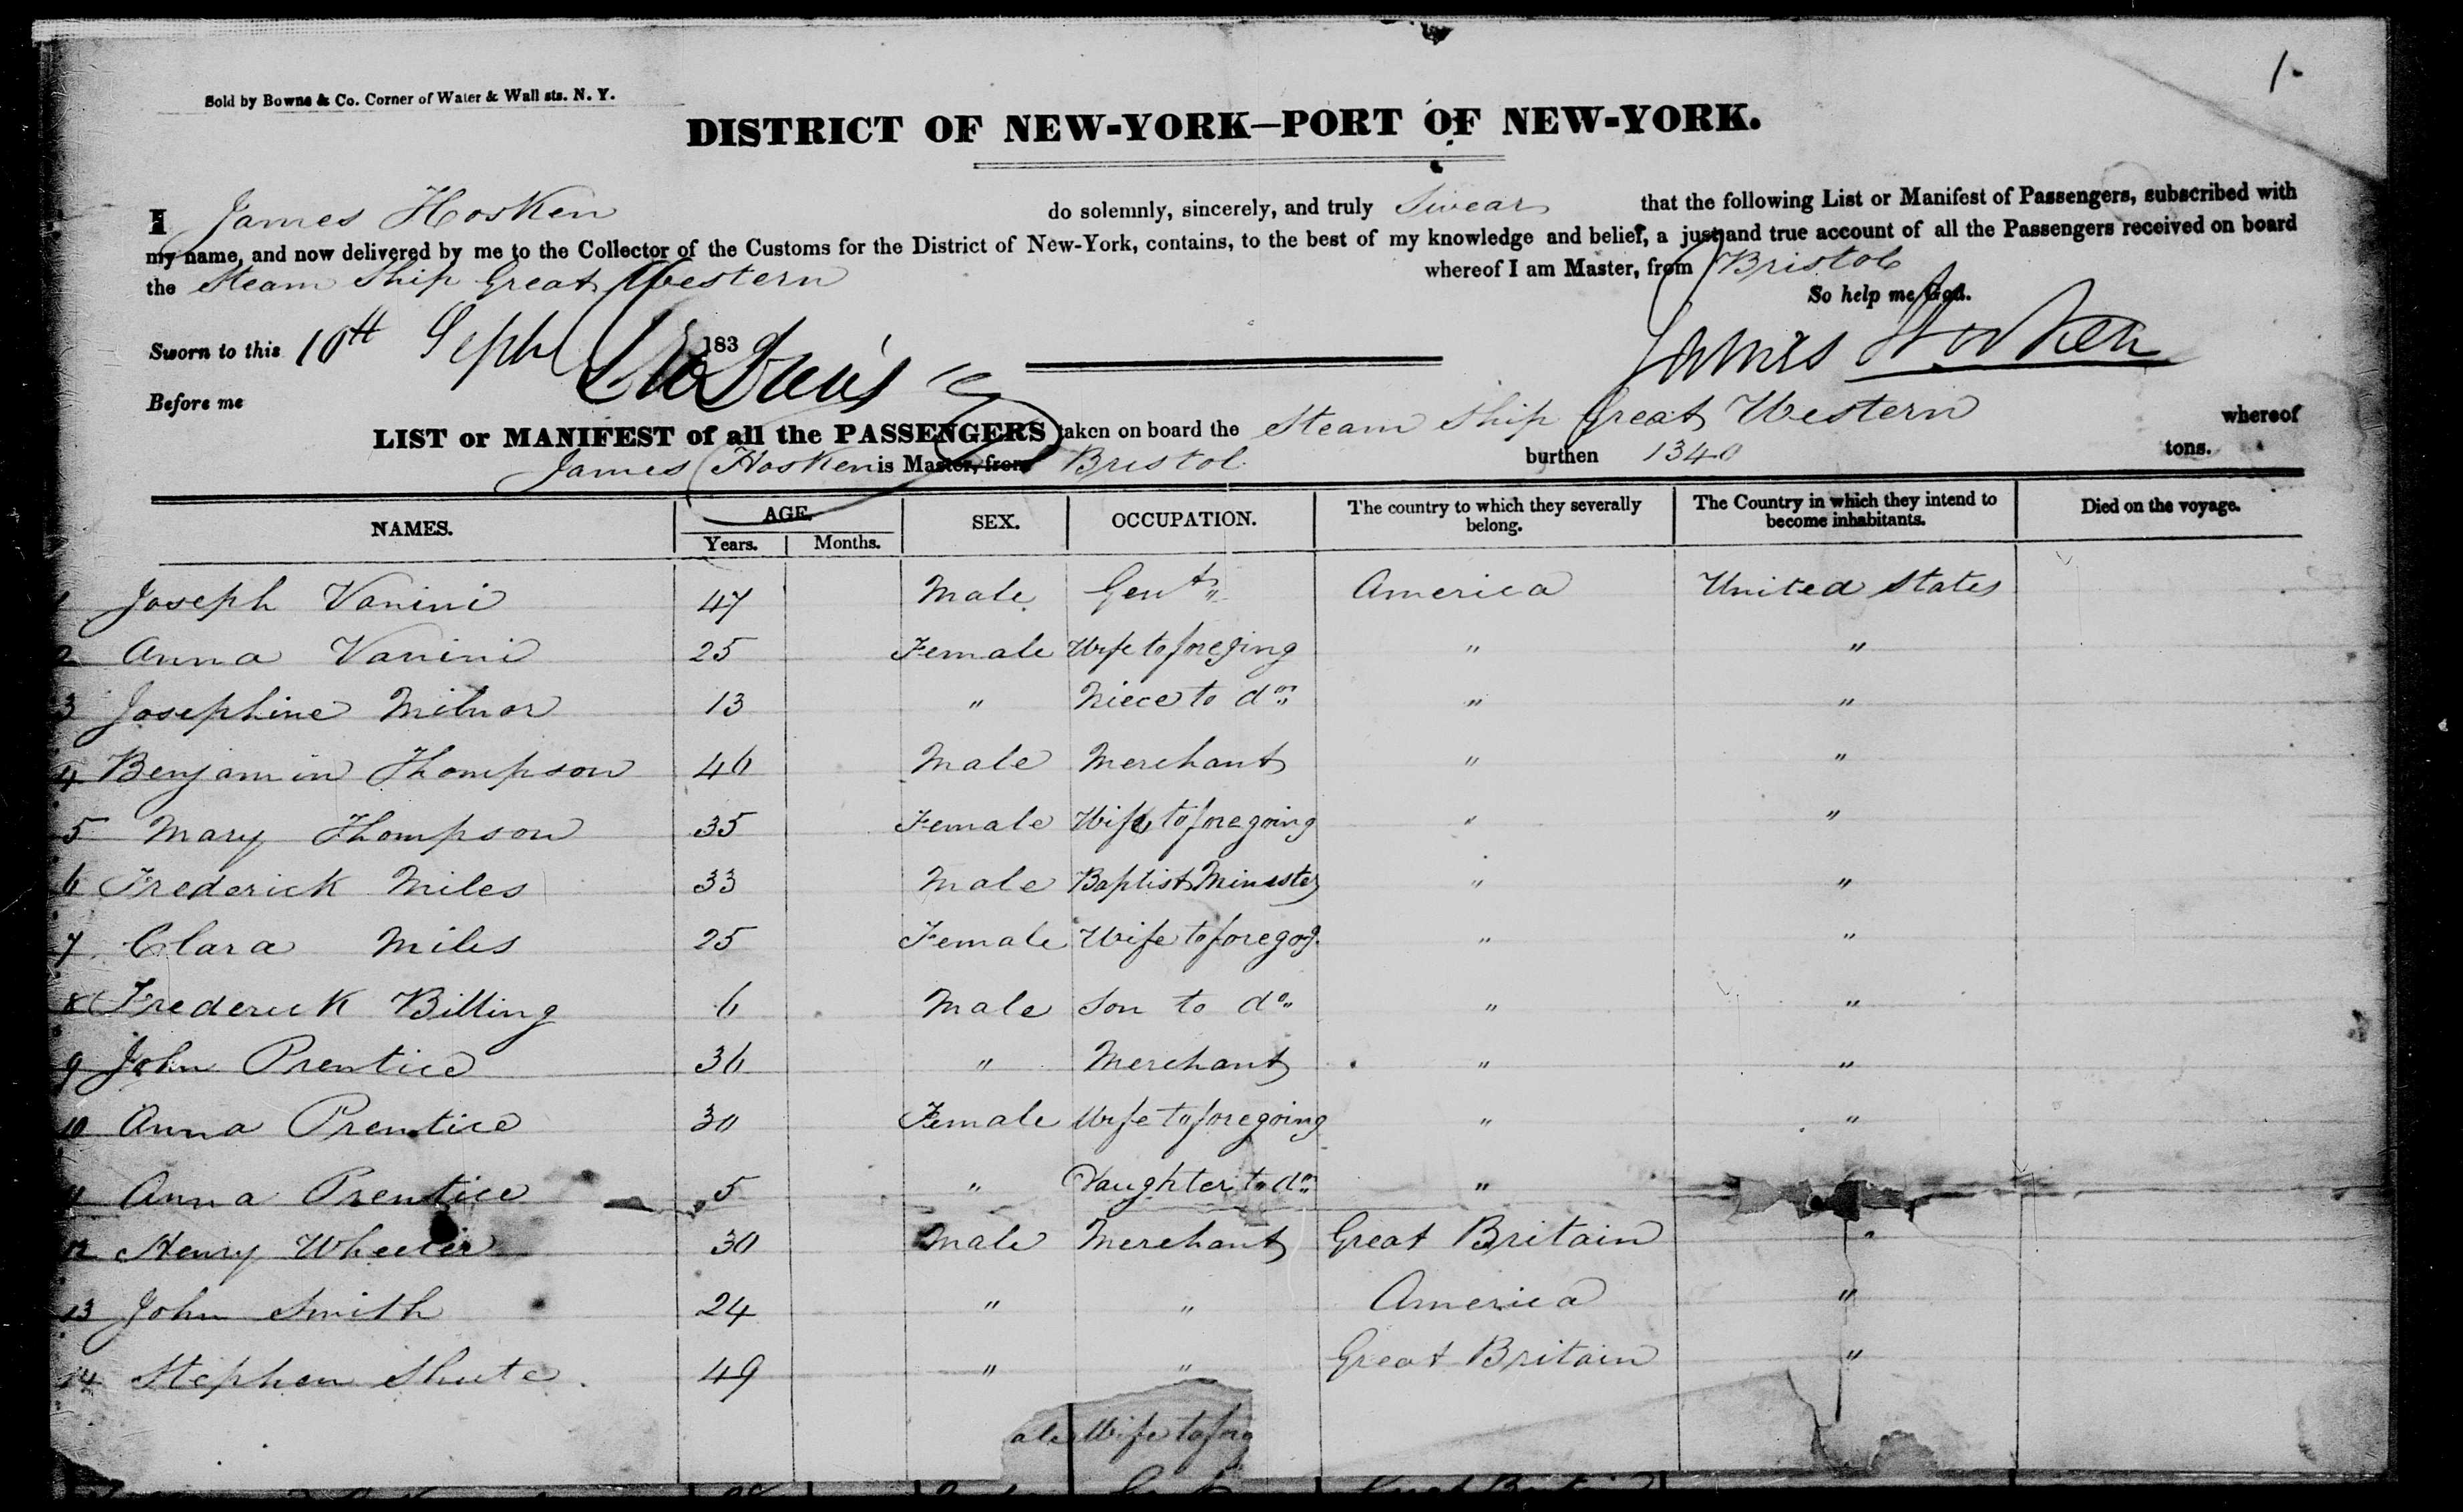 1.
Sold by Bowne & Co. Corner of Water & Wall sts. N. Y.
DISTRICT OF NEW-YORK—PORT OF NEW-YORK.
I James Hosken do solemnly, sincerely, and truly Swear that the following List or Manifest of Passengers, subscribed with
my name, and now delivered by me to the Collector of the Customs for the District of New-York, contains, to the best of my knowledge and belief, a just and true account of all the Passengers received on board
the Steam Ship Great Western whereof I am Master, from Bristol
So help me God.
Sworn to this 10th Sept 183
James Hosken
Before me
LIST or MANIFEST of all the PASSENGERS taken on board the Steam Ship Great Western whereof
James Hosken is Master, from Bristol burthen 1340 tons.
NAMES. AGE. SEX. OCCUPATION. The country to which they severally belong. The Country in which they intend to become inhabitants. Died on the voyage.
Years. Months.
1 Joseph Vanini 47 Male Gent" America United States
2 Anna Vanini 25 Female Wife to foreging " "
3 Josephine Milnor 13 " Niece to do " "
4 Benjamin Thompson 46 Male Merchant " "
5 Mary Thompson 35 Female Wife to foregoing " "
6 Frederick Miles 33 Male Baptist Minister " "
7 Clara Miles 25 Female Wife to foregog. " "
8 Frederick Billing 6 Male Son to do " "
9 John Prentice 36 " Merchant " "
10 Anna Prentice 30 Female Wife to foregoing " "
11 Anna Prentice 5 " Daughter to do "
12 Henry Wheeler 30 Male Merchant Great Britain "
13 John Smith 24 " " America "
14 Stephen Shute 49 " " Great Britain "
ale Wife to foreg